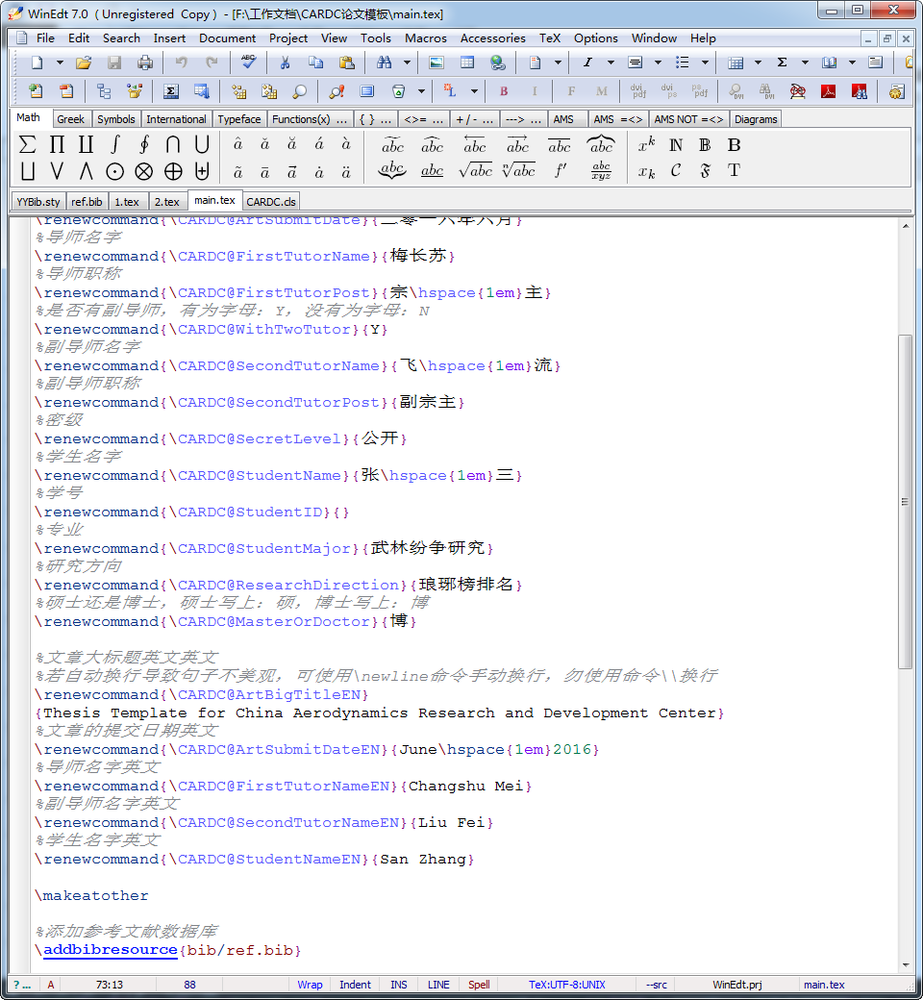 WinEdt 7.0 ( Unregistered Copy ) - [F:\工作文档\CARDC论文模板\main.tex]
File Edit Search Insert Document Project View Tools Macros Accessories TeX Options Window Help
Math Greek Symbols International Typeface Functions(x) ... { } ... <>= ... + / - ... ---> ... AMS AMS =<> AMS NOT =<> Diagrams
YYBib.sty ref.bib 1.tex 2.tex main.tex CARDC.cls
\renewcommand{\CARDC@ArtSubmitDate}{二零一六年六月}
%导师名字
\renewcommand{\CARDC@FirstTutorName}{梅长苏}
%导师职称
\renewcommand{\CARDC@FirstTutorPost}{宗\hspace{1em}主}
%是否有副导师，有为字母：Y，没有为字母：N
\renewcommand{\CARDC@WithTwoTutor}{Y}
%副导师名字
\renewcommand{\CARDC@SecondTutorName}{飞\hspace{1em}流}
%副导师职称
\renewcommand{\CARDC@SecondTutorPost}{副宗主}
%密级
\renewcommand{\CARDC@SecretLevel}{公开}
%学生名字
\renewcommand{\CARDC@StudentName}{张\hspace{1em}三}
%学号
\renewcommand{\CARDC@StudentID}{}
%专业
\renewcommand{\CARDC@StudentMajor}{武林纷争研究}
%研究方向
\renewcommand{\CARDC@ResearchDirection}{琅琊榜排名}
%硕士还是博士，硕士写上：硕，博士写上：博
\renewcommand{\CARDC@MasterOrDoctor}{博}
%文章大标题英文英文
%若自动换行导致句子不美观，可使用\newline命令手动换行，勿使用命令\\换行
\renewcommand{\CARDC@ArtBigTitleEN}
{Thesis Template for China Aerodynamics Research and Development Center}
%文章的提交日期英文
\renewcommand{\CARDC@ArtSubmitDateEN}{June\hspace{1em}2016}
%导师名字英文
\renewcommand{\CARDC@FirstTutorNameEN}{Changshu Mei}
%副导师名字英文
\renewcommand{\CARDC@SecondTutorNameEN}{Liu Fei}
%学生名字英文
\renewcommand{\CARDC@StudentNameEN}{San Zhang}
\makeatother
%添加参考文献数据库
\addbibresource{bib/ref.bib}
? ... A 73:13 88 Wrap Indent INS LINE Spell TeX:UTF-8:UNIX --src WinEdt.prj main.tex